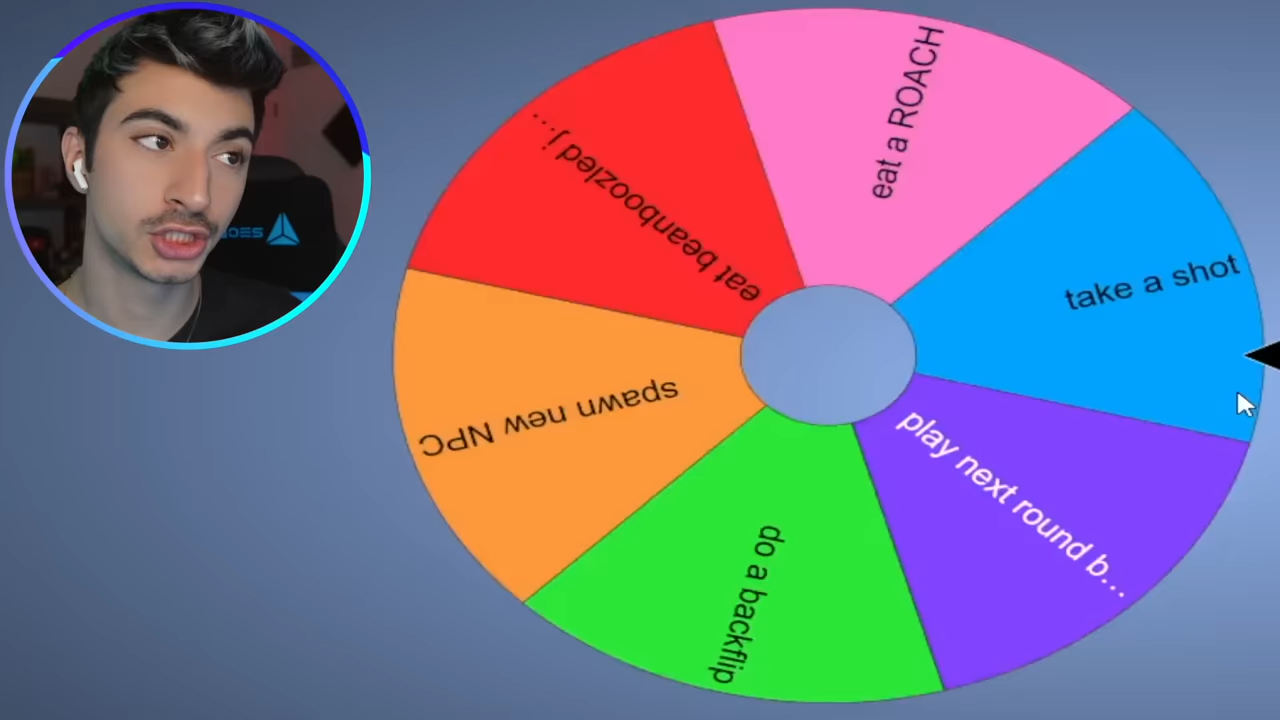 eat a ROACH
take a shot
play next round b...
do a backflip
spawn new NPC
eat beanboozled j...